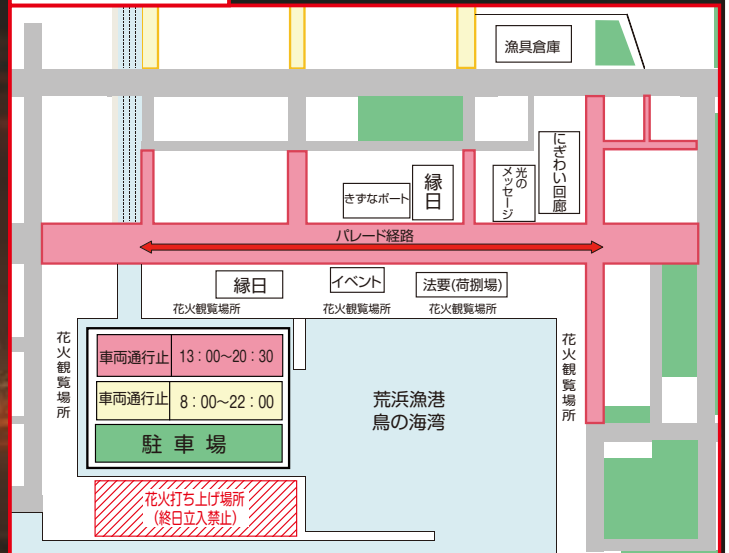 漁具倉庫
にぎわい回廊
光の
メッセージ
縁日
きずなポート
パレード経路
縁日
イベント
法要(荷捌場)
花火観覧場所
花火観覧場所
花火観覧場所
花火観覧場所
花火観覧場所
車両通行止 13：00〜20：30
車両通行止 8：00〜22：00
駐車場
荒浜漁港
鳥の海湾
花火打ち上げ場所
(終日立入禁止)